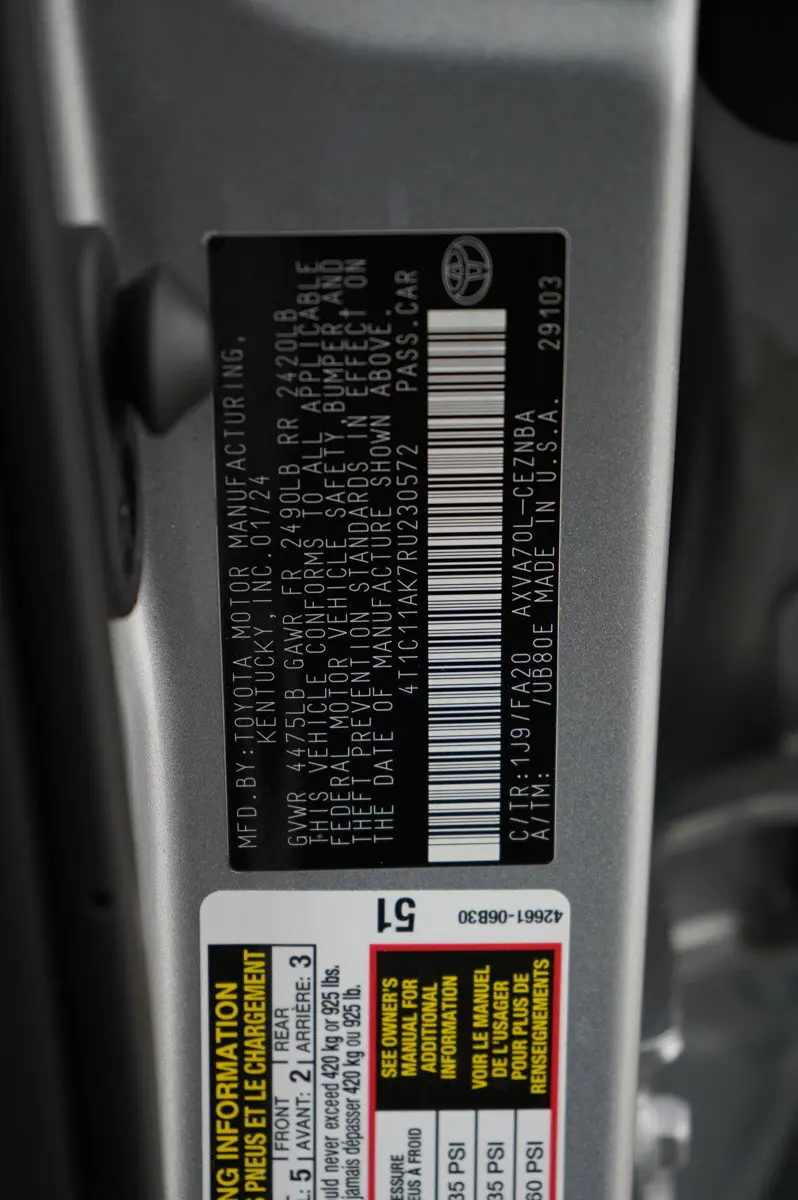 MFD.BY:TOYOTA MOTOR MANUFACTURING,
KENTUCKY,INC.01/24
GVWR 4475LB GAWR FR 2490LB RR 2420LB
THIS VEHICLE CONFORMS TO ALL APPLICABLE
FEDERAL MOTOR VEHICLE SAFETY, BUMPER,AND
THEFT PREVENTION STANDARDS IN EFFECT ON
THE DATE OF MANUFACTURE SHOWN ABOVE.
4T1C11AK7RU230572 PASS.CAR
C/TR:1J9/FA20 AXVA70L-CEZNBA
A/TM: /UB80E MADE IN U.S.A. 29103
51
42661-06B30
NG INFORMATION
PNEUS ET LE CHARGEMENT
5 FRONT REAR
AVANT: 2 ARRIÈRE: 3
uld never exceed 420 kg or 925 lbs.
jamais dépasser 420 kg ou 925 lb.
SEE OWNER'S
MANUAL FOR
ADDITIONAL
INFORMATION
VOIR LE MANUEL
DE L'USAGER
POUR PLUS DE
RENSEIGNEMENTS
ESSURE
EUS À FROID
35 PSI
35 PSI
60 PSI